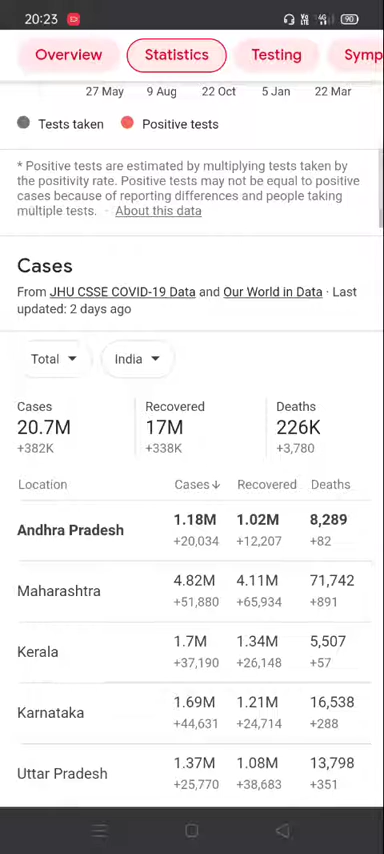 20:23
90
Overview Statistics Testing Symp
27 May 9 Aug 22 Oct 5 Jan 22 Mar
Tests taken Positive tests
* Positive tests are estimated by multiplying tests taken by
the positivity rate. Positive tests may not be equal to positive
cases because of reporting differences and people taking
multiple tests. · About this data
Cases
From JHU CSSE COVID-19 Data and Our World in Data · Last
updated: 2 days ago
Total India
Cases Recovered Deaths
20.7M 17M 226K
+382K +338K +3,780
Location Cases↓ Recovered Deaths
Andhra Pradesh 1.18M 1.02M 8,289
+20,034 +12,207 +82
Maharashtra 4.82M 4.11M 71,742
+51,880 +65,934 +891
Kerala 1.7M 1.34M 5,507
+37,190 +26,148 +57
Karnataka 1.69M 1.21M 16,538
+44,631 +24,714 +288
Uttar Pradesh 1.37M 1.08M 13,798
+25,770 +38,683 +351